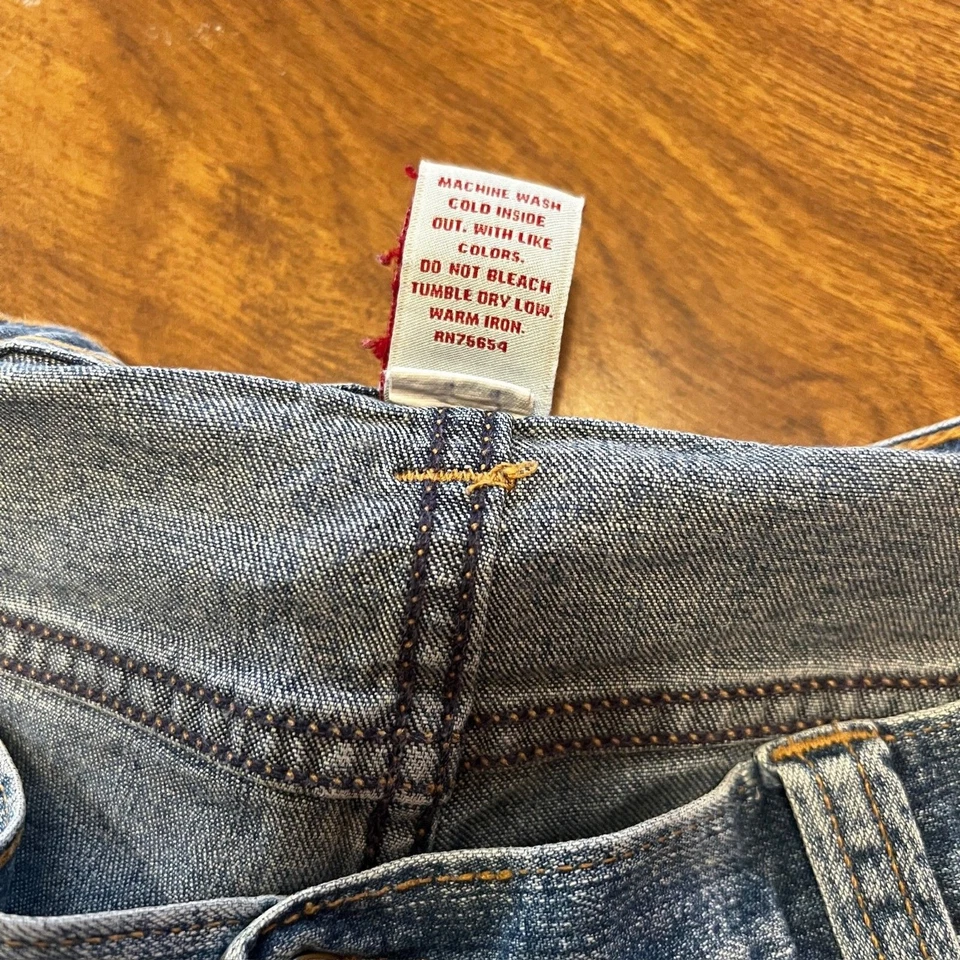 MACHINE WASH
COLD INSIDE
OUT. WITH LIKE
COLORS.
DO NOT BLEACH
TUMBLE DRY LOW.
WARM IRON.
RN75654